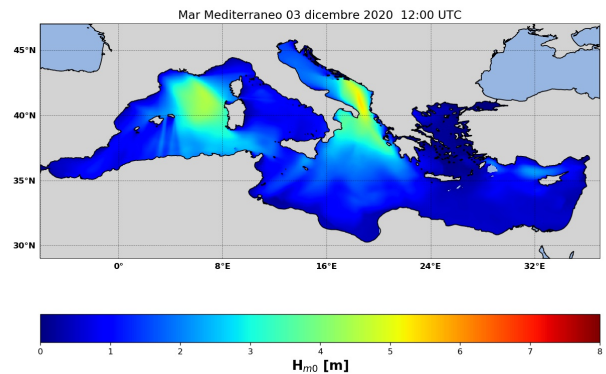 Mar Mediterraneo 03 dicembre 2020  12:00 UTC
45°N
40°N
35°N
30°N
0° 8°E 16°E 24°E 32°E
0 1 2 3 4 5 6 7 8
Hm0 [m]